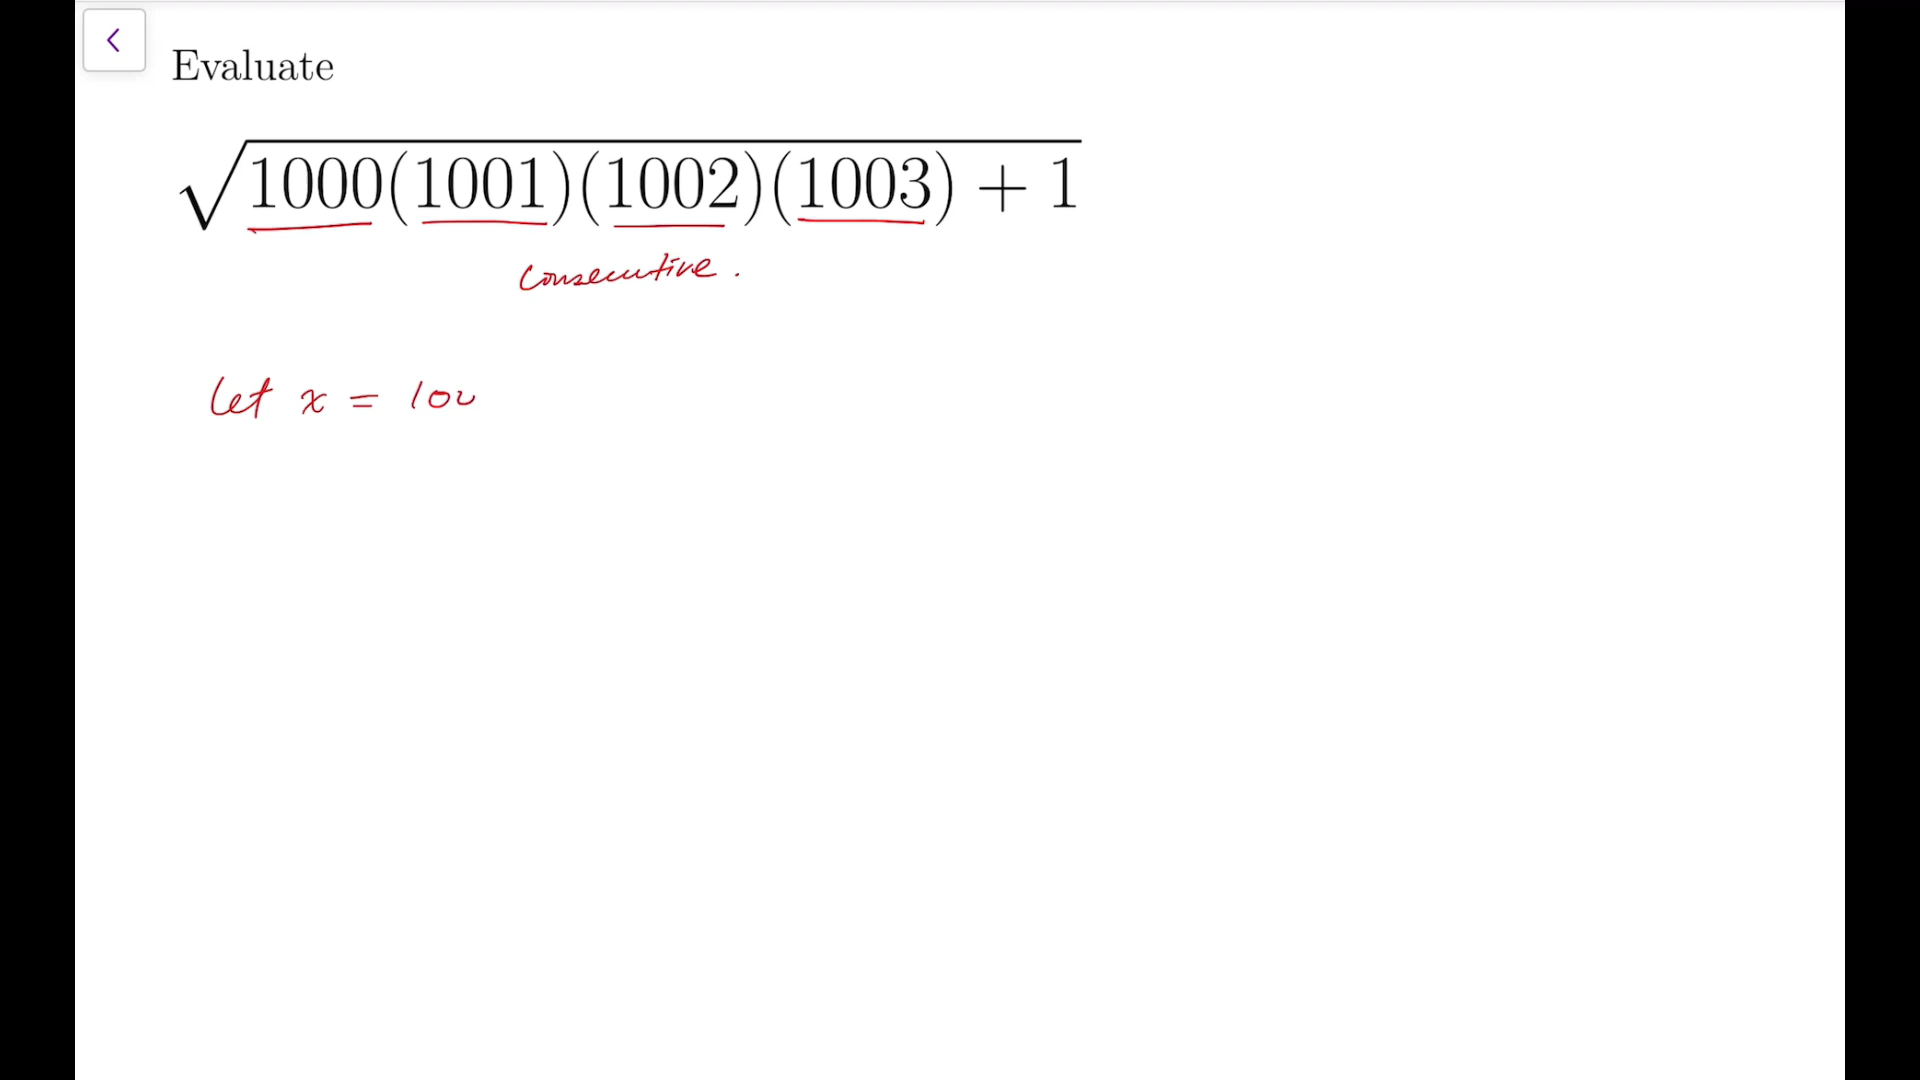 Evaluate
√1000(1001)(1002)(1003) + 1
consecutive .
let x = 100